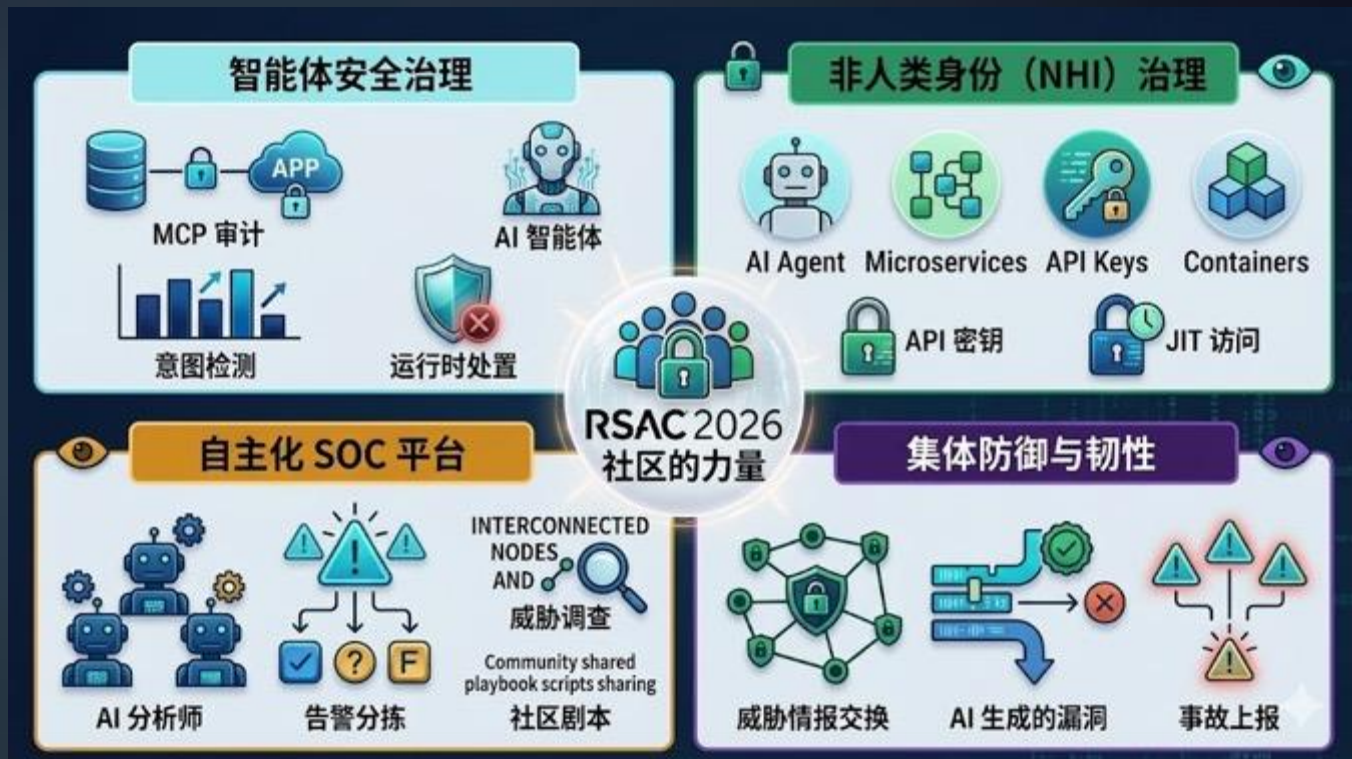 智能体安全治理
APP
MCP 审计
AI 智能体
意图检测
运行时处置
非人类身份（NHI）治理
AI Agent
Microservices
API Keys
Containers
API 密钥
JIT 访问
RSAC 2026
社区的力量
自主化 SOC 平台
AI 分析师
?
F
告警分拣
INTERCONNECTED
NODES
AND
威胁调查
Community shared
playbook scripts sharing
社区剧本
集体防御与韧性
威胁情报交换
AI 生成的漏洞
事故上报